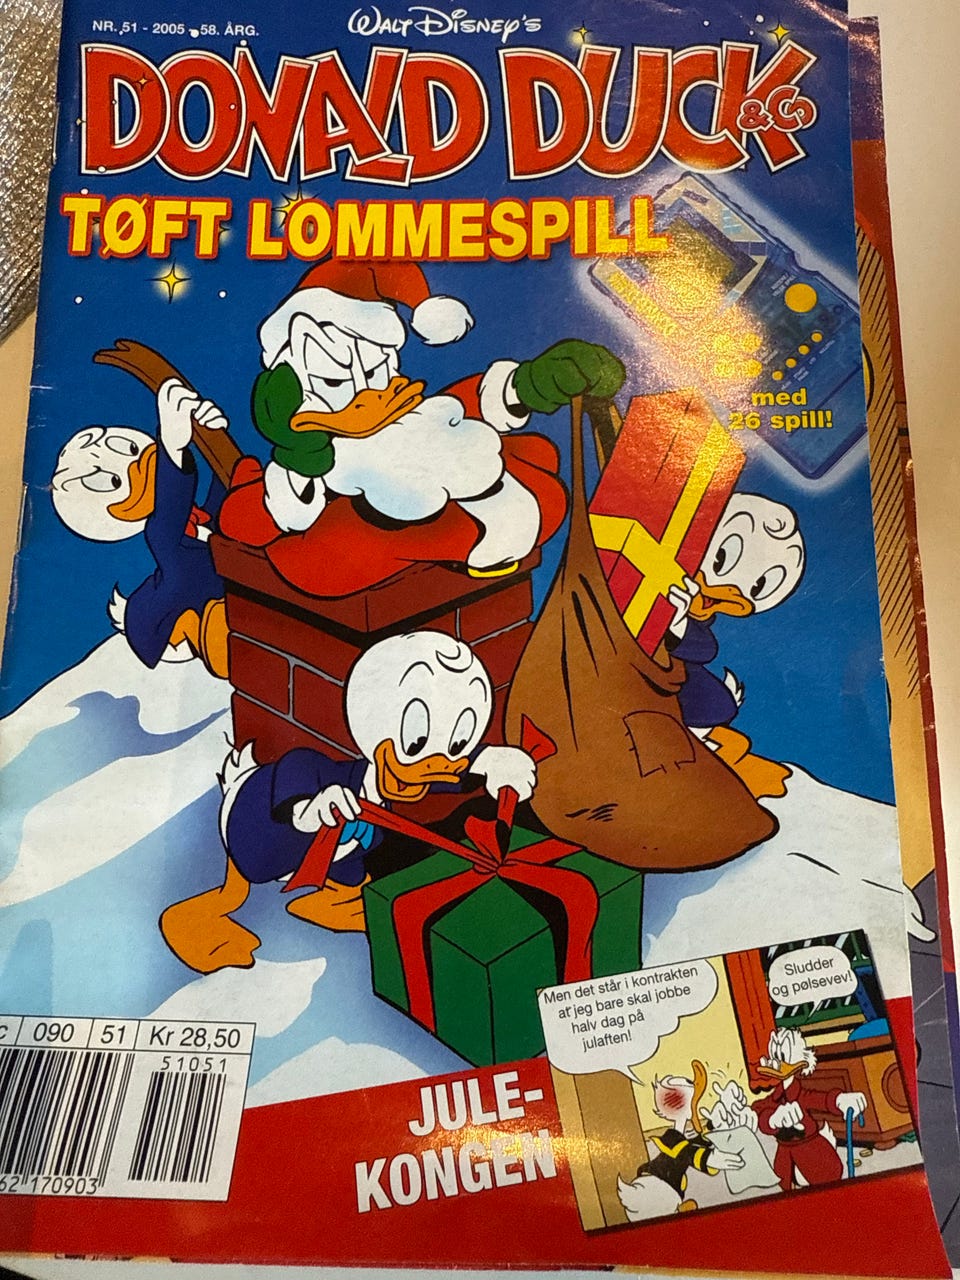 NR. 51 - 2005 - 58. ÅRG.
WALT DISNEY'S
DONALD DUCK
& Co
TØFT LOMMESPILL
med
26 spill!
Men det står i kontrakten
at jeg bare skal jobbe
halv dag på
julaften!
Sludder
og pølsevev!
c 090 51 Kr 28,50
51051
62 170903
JULE-
KONGEN